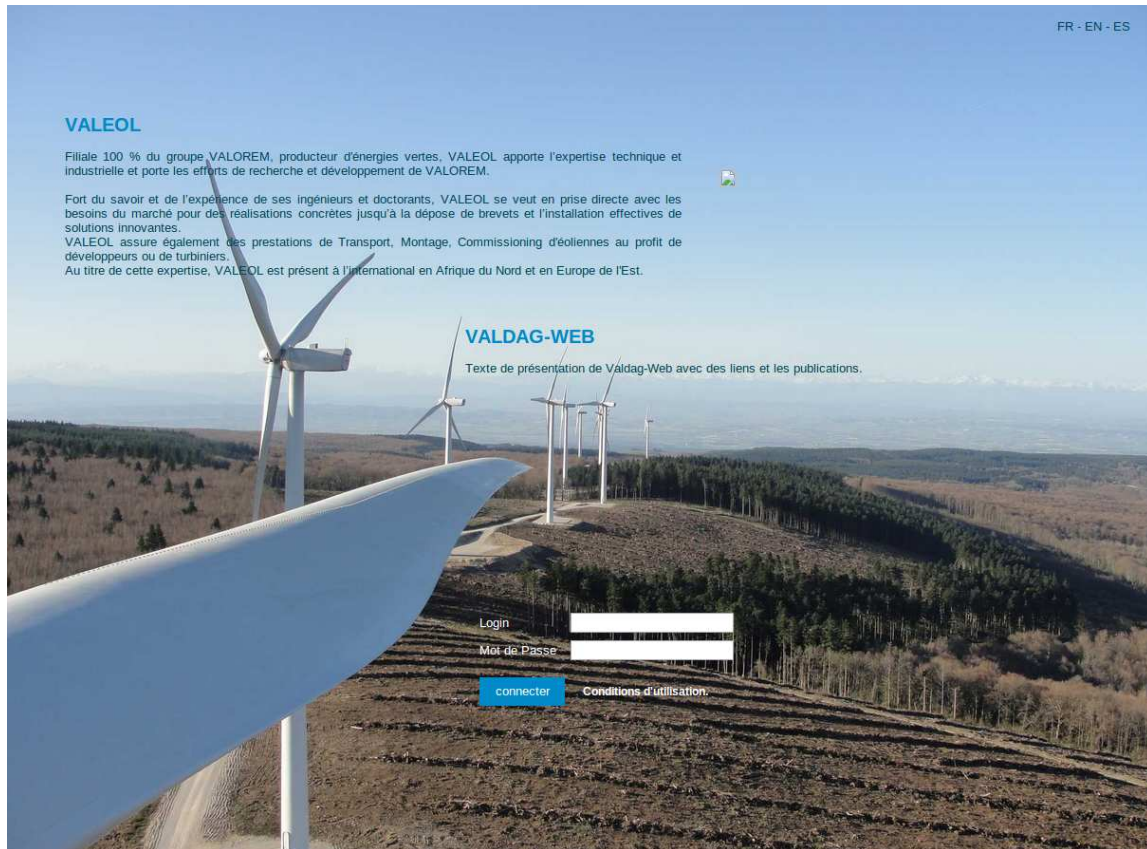 FR - EN - ES
VALEOL
Filiale 100 % du groupe VALOREM, producteur d'énergies vertes, VALEOL apporte l'expertise technique et
industrielle et porte les efforts de recherche et développement de VALOREM.
Fort du savoir et de l'expérience de ses ingénieurs et doctorants, VALEOL se veut en prise directe avec les
besoins du marché pour des réalisations concrètes jusqu'à la dépose de brevets et l'installation effectives de
solutions innovantes.
VALEOL assure également des prestations de Transport, Montage, Commissioning d'éoliennes au profit de
développeurs ou de turbiniers.
Au titre de cette expertise, VALEOL est présent à l'international en Afrique du Nord et en Europe de l'Est.
VALDAG-WEB
Texte de présentation de Valdag-Web avec des liens et les publications.
Login
Mot de Passe
connecter
Conditions d'utilisation.